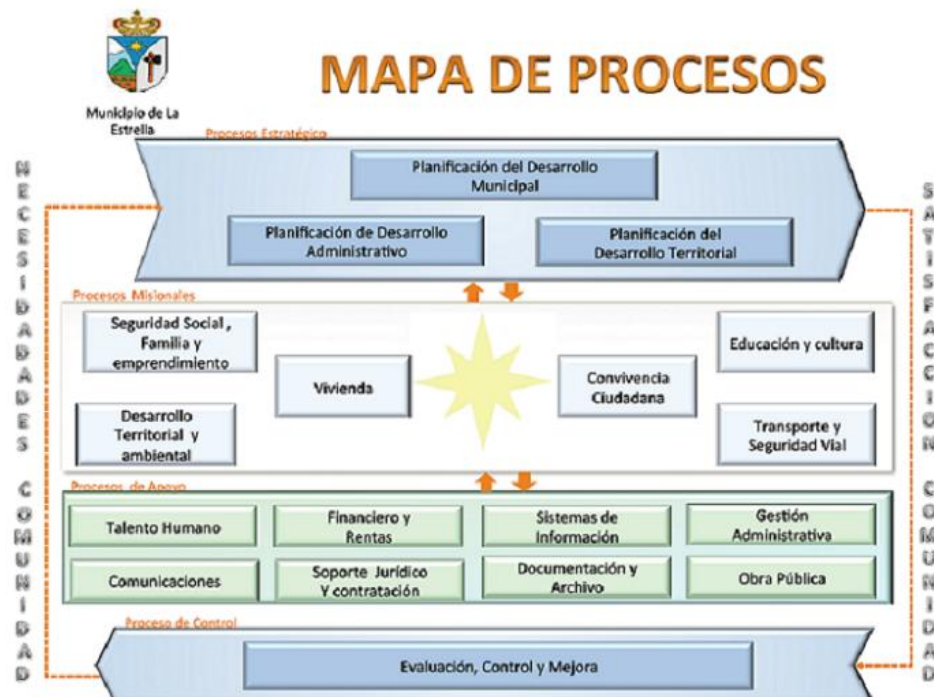 MAPA DE PROCESOS
Municipio de La
Estrella
Procesos Estratégico
Planificación del Desarrollo
Municipal
Planificación de Desarrollo
Administrativo
Planificación del
Desarrollo Territorial
NECESIDADADES COMUNIDAD
SATISFACCCION COMUNIDAD
Procesos Misionales
Seguridad Social ,
Familia y
emprendimiento
Vivienda
Desarrollo
Territorial y
ambiental
Convivencia
Ciudadana
Educación y cultura
Transporte y
Seguridad Vial
Procesos de Apoyo
Talento Humano
Financiero y
Rentas
Sistemas de
Información
Gestión
Administrativa
Comunicaciones
Soporte Jurídico
Y contratación
Documentación y
Archivo
Obra Pública
Proceso de Control
Evaluación, Control y Mejora